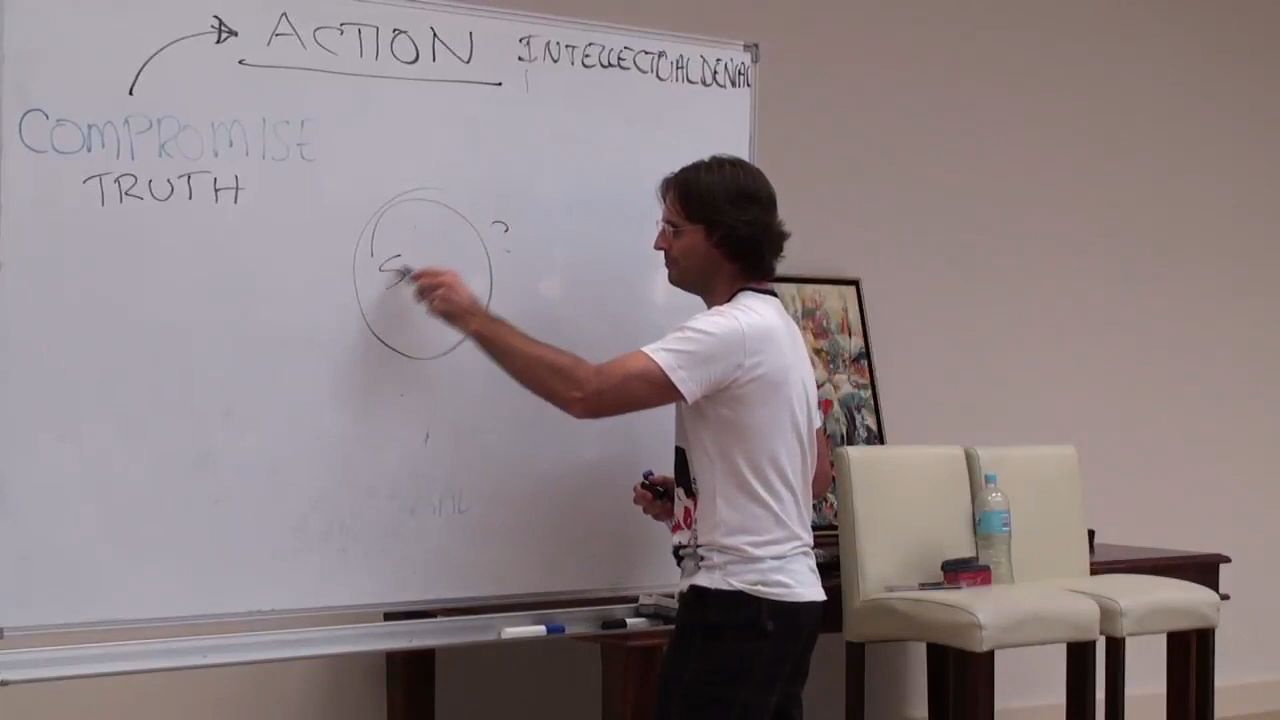 ACTION INTELLECTUAL DENIAL
COMPROMISE
TRUTH
?
S